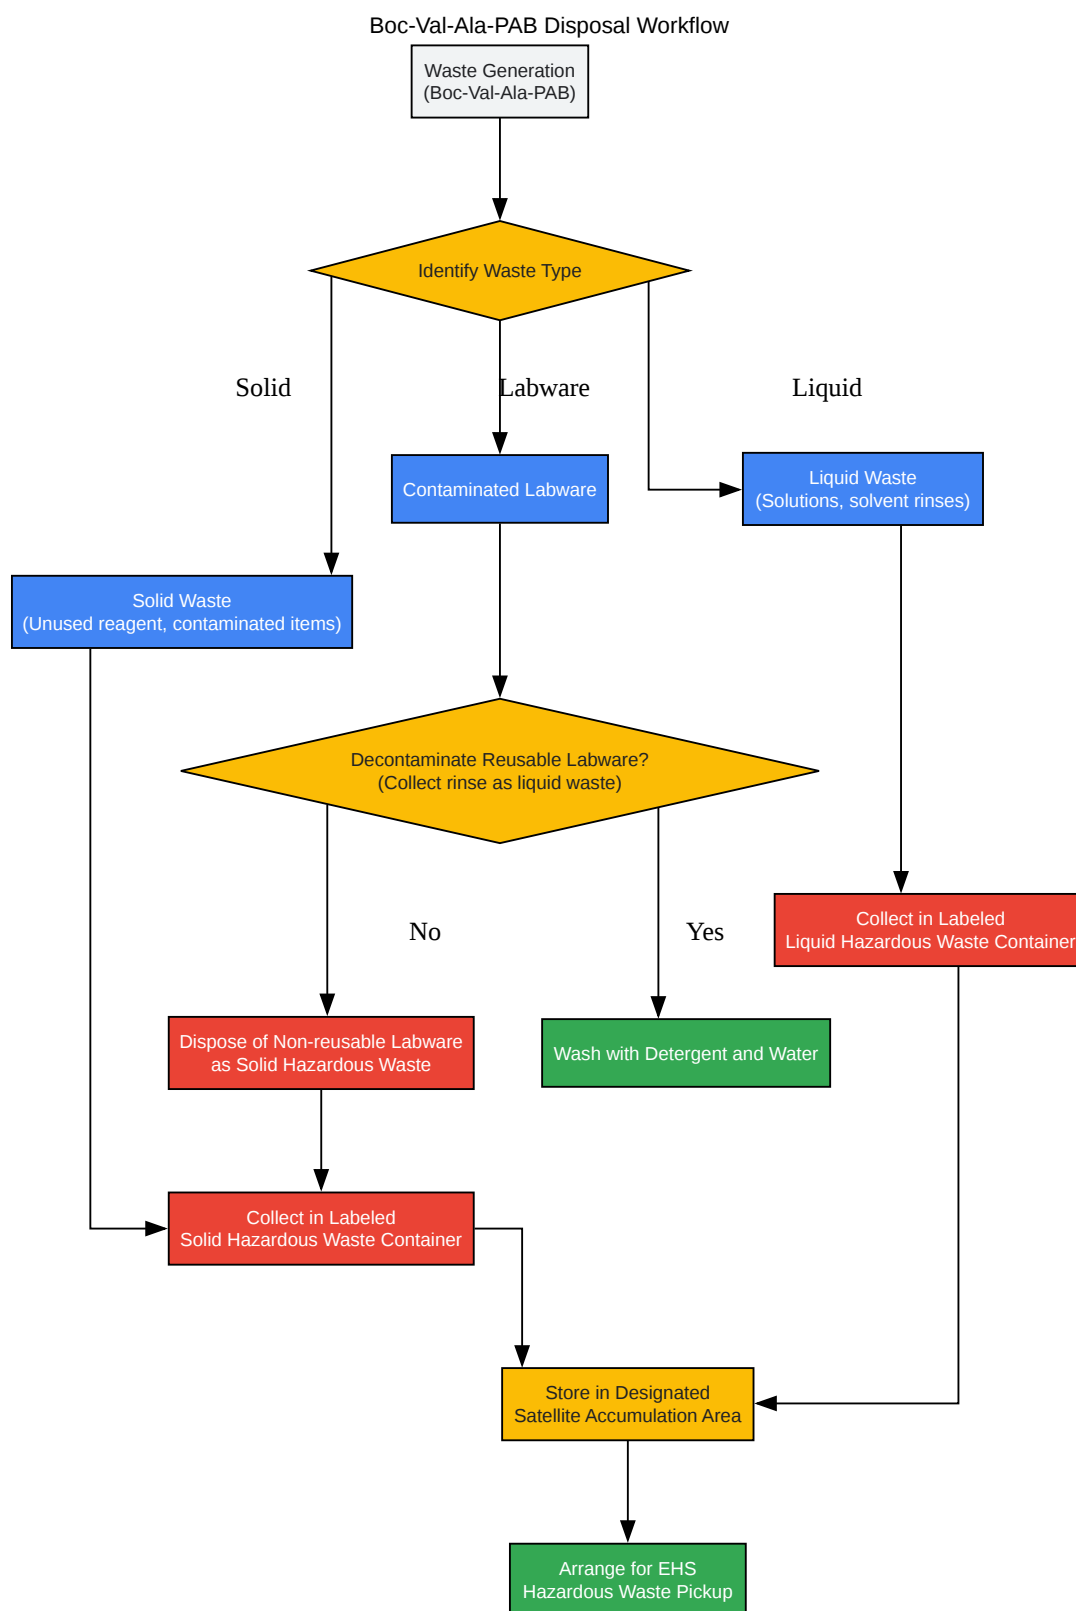 Boc-Val-Ala-PAB Disposal Workflow
Waste Generation
(Boc-Val-Ala-PAB)
Identify Waste Type
Solid
Labware
Liquid
Contaminated Labware
Liquid Waste
(Solutions, solvent rinses)
Solid Waste
(Unused reagent, contaminated items)
Decontaminate Reusable Labware?
(Collect rinse as liquid waste)
No
Yes
Collect in Labeled
Liquid Hazardous Waste Container
Dispose of Non-reusable Labware
as Solid Hazardous Waste
Wash with Detergent and Water
Collect in Labeled
Solid Hazardous Waste Container
Store in Designated
Satellite Accumulation Area
Arrange for EHS
Hazardous Waste Pickup